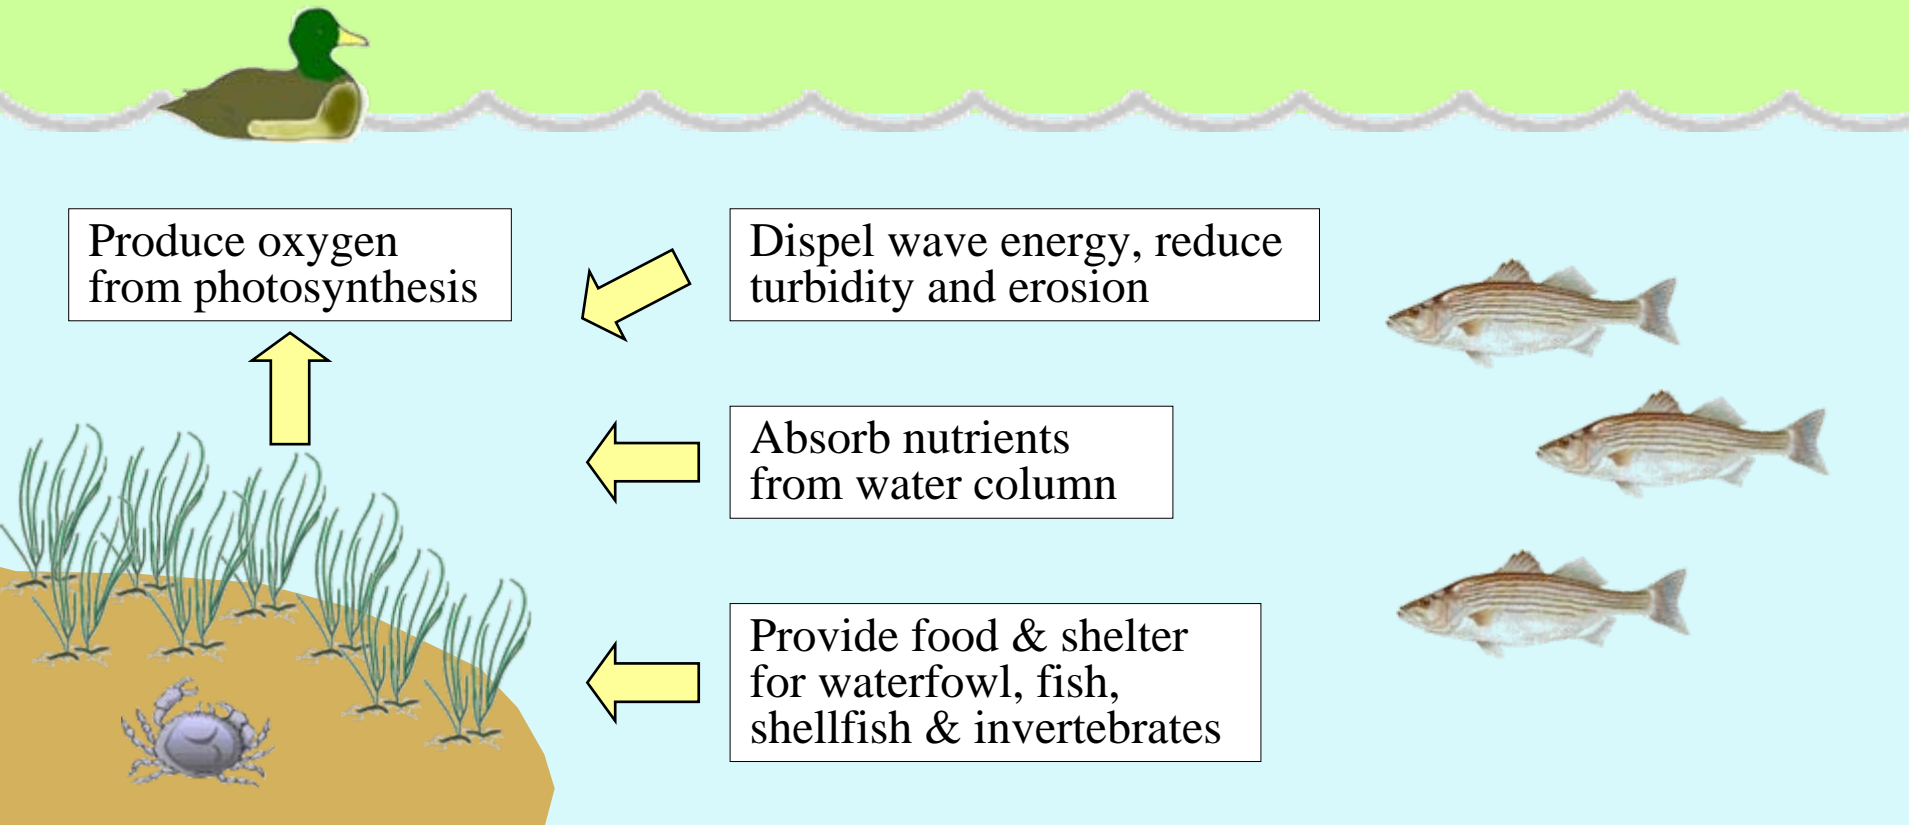 Produce oxygen
from photosynthesis
Dispel wave energy, reduce
turbidity and erosion
Absorb nutrients
from water column
Provide food & shelter
for waterfowl, fish,
shellfish & invertebrates